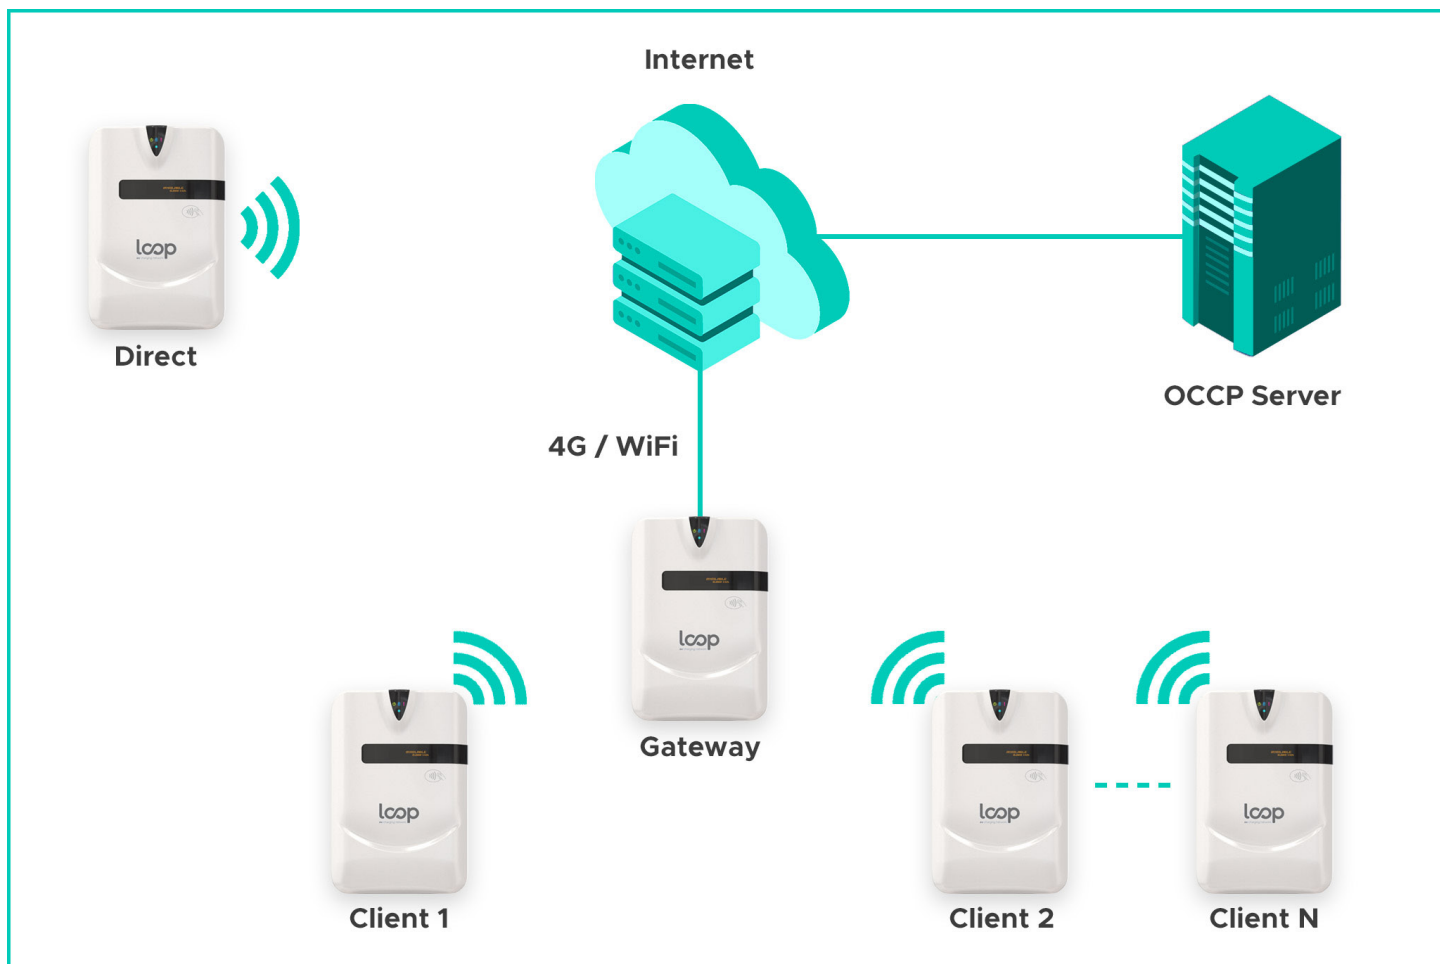 Internet
loop
Direct
OCCP Server
4G / WiFi
loop
Gateway
loop
Client 1
loop
Client 2
loop
Client N